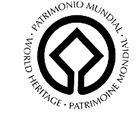 · PATRIMONIO MUNDIAL · WORLD HERITAGE · PATRIMOINE MONDIAL